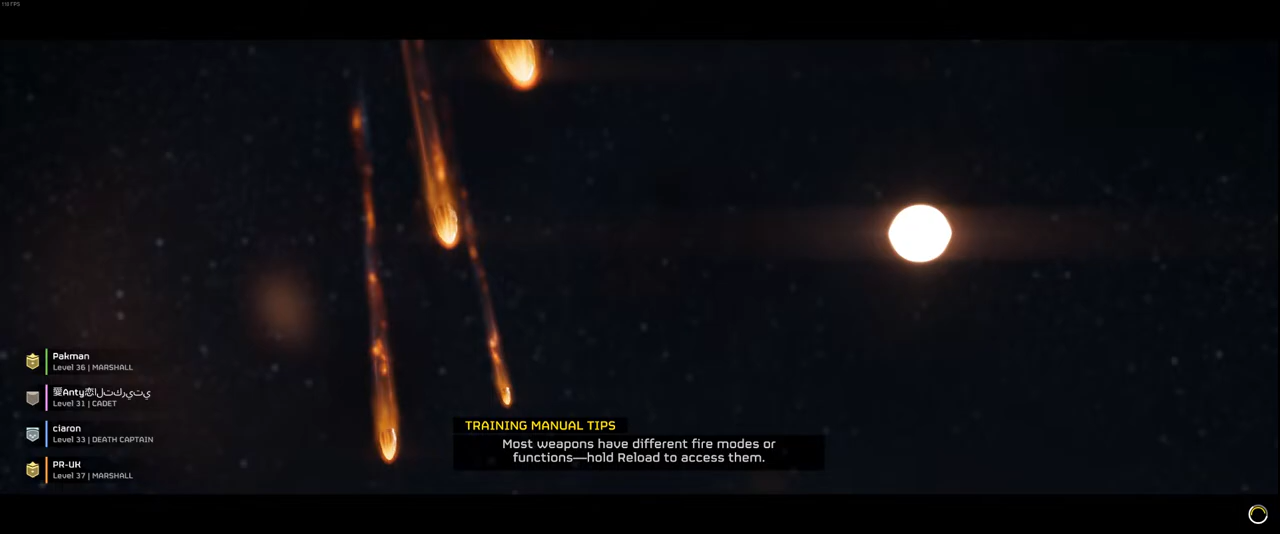 Pakman
Level 36 | MARSHALL
Level 31 | CADET
ciaron
Level 33 | DEATH CAPTAIN
PR-UK
Level 37 | MARSHALL
TRAINING MANUAL TIPS
Most weapons have different fire modes or
functions—hold Reload to access them.